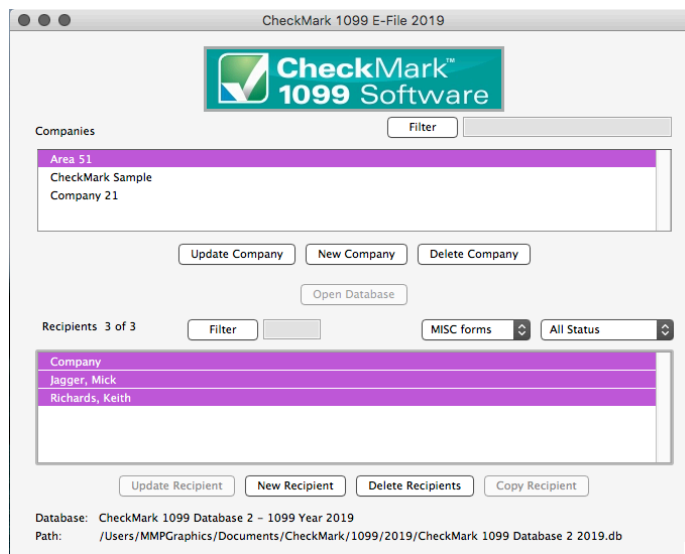 CheckMark 1099 E-File 2019
CheckMark™
1099 Software
Companies
Filter
Area 51
CheckMark Sample
Company 21
Update Company New Company Delete Company
Open Database
Recipients 3 of 3 Filter MISC forms All Status
Company
Jagger, Mick
Richards, Keith
Update Recipient New Recipient Delete Recipients Copy Recipient
Database: CheckMark 1099 Database 2 – 1099 Year 2019
Path: /Users/MMPGraphics/Documents/CheckMark/1099/2019/CheckMark 1099 Database 2 2019.db